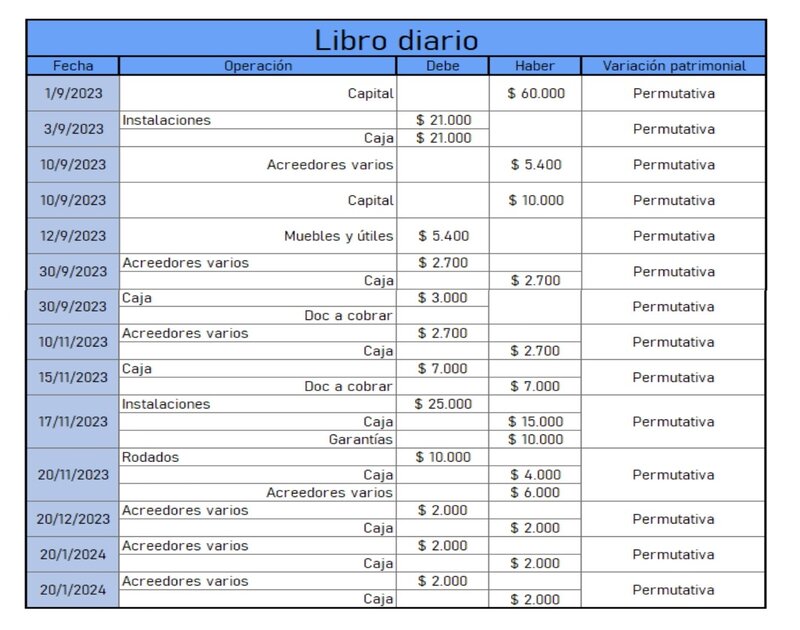 Libro diario
Fecha Operación Debe Haber Variación patrimonial
1/9/2023 Capital $ 60.000 Permutativa
3/9/2023 Instalaciones $ 21.000 Permutativa
Caja $ 21.000
10/9/2023 Acreedores varios $ 5.400 Permutativa
10/9/2023 Capital $ 10.000 Permutativa
12/9/2023 Muebles y útiles $ 5.400 Permutativa
30/9/2023 Acreedores varios $ 2.700 Permutativa
Caja $ 2.700
30/9/2023 Caja $ 3.000 Permutativa
Doc a cobrar
10/11/2023 Acreedores varios $ 2.700 Permutativa
Caja $ 2.700
15/11/2023 Caja $ 7.000 Permutativa
Doc a cobrar $ 7.000
17/11/2023 Instalaciones $ 25.000 Permutativa
Caja $ 15.000
Garantías $ 10.000
20/11/2023 Rodados $ 10.000 Permutativa
Caja $ 4.000
Acreedores varios $ 6.000
20/12/2023 Acreedores varios $ 2.000 Permutativa
Caja $ 2.000
20/1/2024 Acreedores varios $ 2.000 Permutativa
Caja $ 2.000
20/1/2024 Acreedores varios $ 2.000 Permutativa
Caja $ 2.000